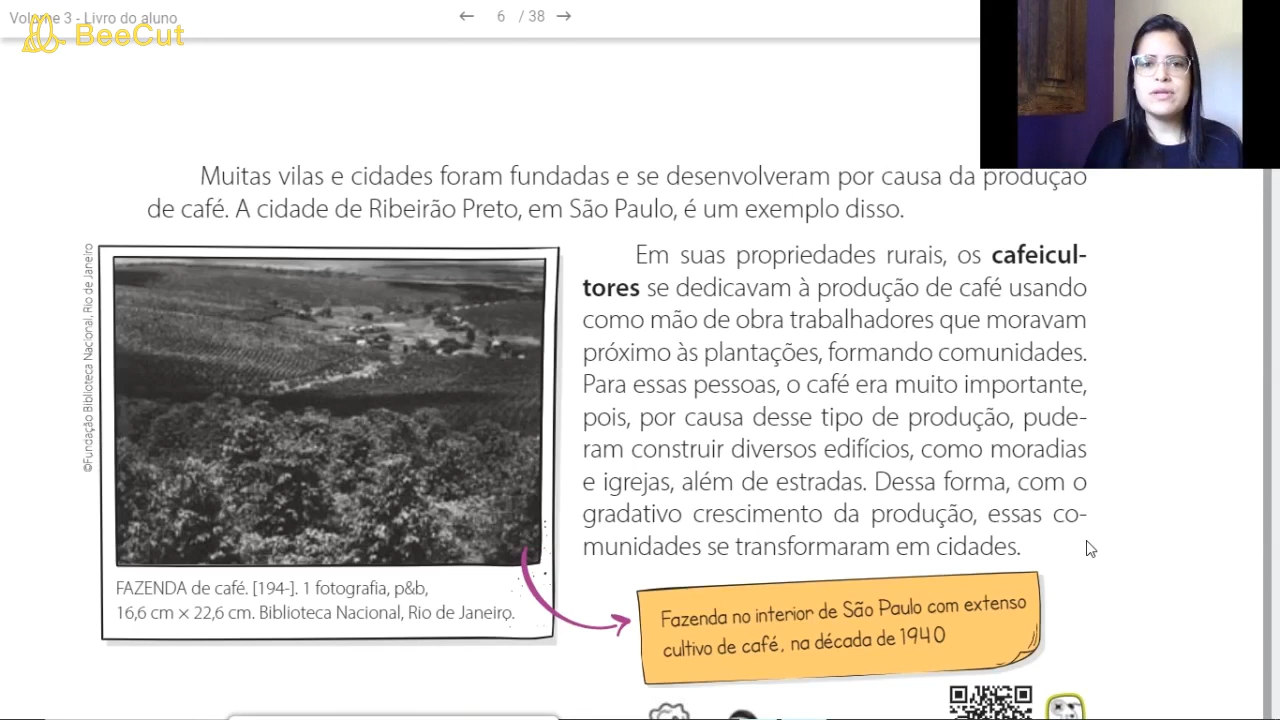 Volume 3 - Livro do aluno
6 / 38
BeeCut
Muitas vilas e cidades foram fundadas e se desenvolveram por causa da produção
de café. A cidade de Ribeirão Preto, em São Paulo, é um exemplo disso.
©Fundação Biblioteca Nacional, Rio de Janeiro
FAZENDA de café. [194-]. 1 fotografia, p&b,
16,6 cm × 22,6 cm. Biblioteca Nacional, Rio de Janeiro.
Em suas propriedades rurais, os cafeicul-
tores se dedicavam à produção de café usando
como mão de obra trabalhadores que moravam
próximo às plantações, formando comunidades.
Para essas pessoas, o café era muito importante,
pois, por causa desse tipo de produção, pude-
ram construir diversos edifícios, como moradias
e igrejas, além de estradas. Dessa forma, com o
gradativo crescimento da produção, essas co-
munidades se transformaram em cidades.
Fazenda no interior de São Paulo com extenso
cultivo de café, na década de 1940